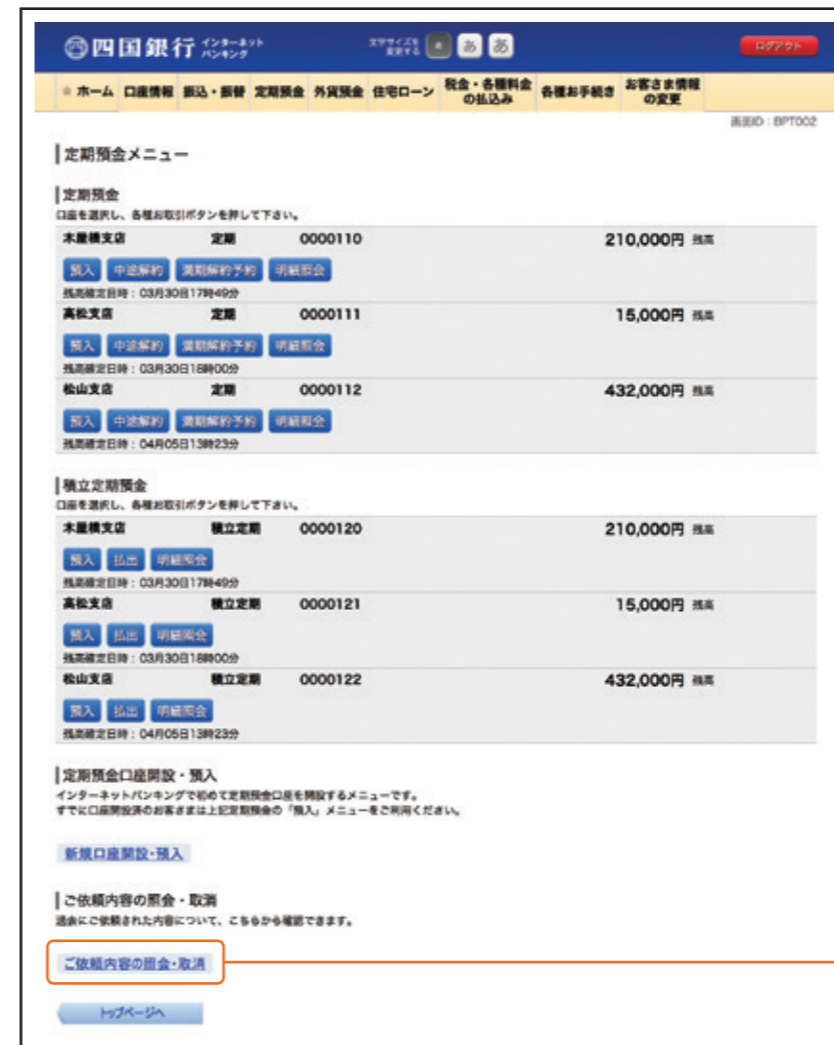 四国銀行 インターネットバンキング 文字サイズを変更する あ あ ログアウト
ホーム 口座情報 振込・振替 定期預金 外貨預金 住宅ローン 税金・各種料金の払込み 各種お手続き お客さま情報の変更
画面ID:BPT002
定期預金メニュー
定期預金
口座を選択し、各種お取引ボタンを押して下さい。
木屋橋支店 定期 0000110 210,000円 残高
預入 中途解約 満期解約予約 明細照会
残高確定日時:03月30日17時49分
高松支店 定期 0000111 15,000円 残高
預入 中途解約 満期解約予約 明細照会
残高確定日時:03月30日18時00分
松山支店 定期 0000112 432,000円 残高
預入 中途解約 満期解約予約 明細照会
残高確定日時:04月05日13時23分
積立定期預金
口座を選択し、各種お取引ボタンを押して下さい。
木屋橋支店 積立定期 0000120 210,000円 残高
預入 払出 明細照会
残高確定日時:03月30日17時49分
高松支店 積立定期 0000121 15,000円 残高
預入 払出 明細照会
残高確定日時:03月30日18時00分
松山支店 積立定期 0000122 432,000円 残高
預入 払出 明細照会
残高確定日時:04月05日13時23分
定期預金口座開設・預入
インターネットバンキングで初めて定期預金口座を開設するメニューです。
すでに口座開設済のお客さまは上記定期預金の「預入」メニューをご利用ください。
新規口座開設・預入
ご依頼内容の照会・取消
過去にご依頼された内容について、こちらから確認できます。
ご依頼内容の照会・取消
トップページへ